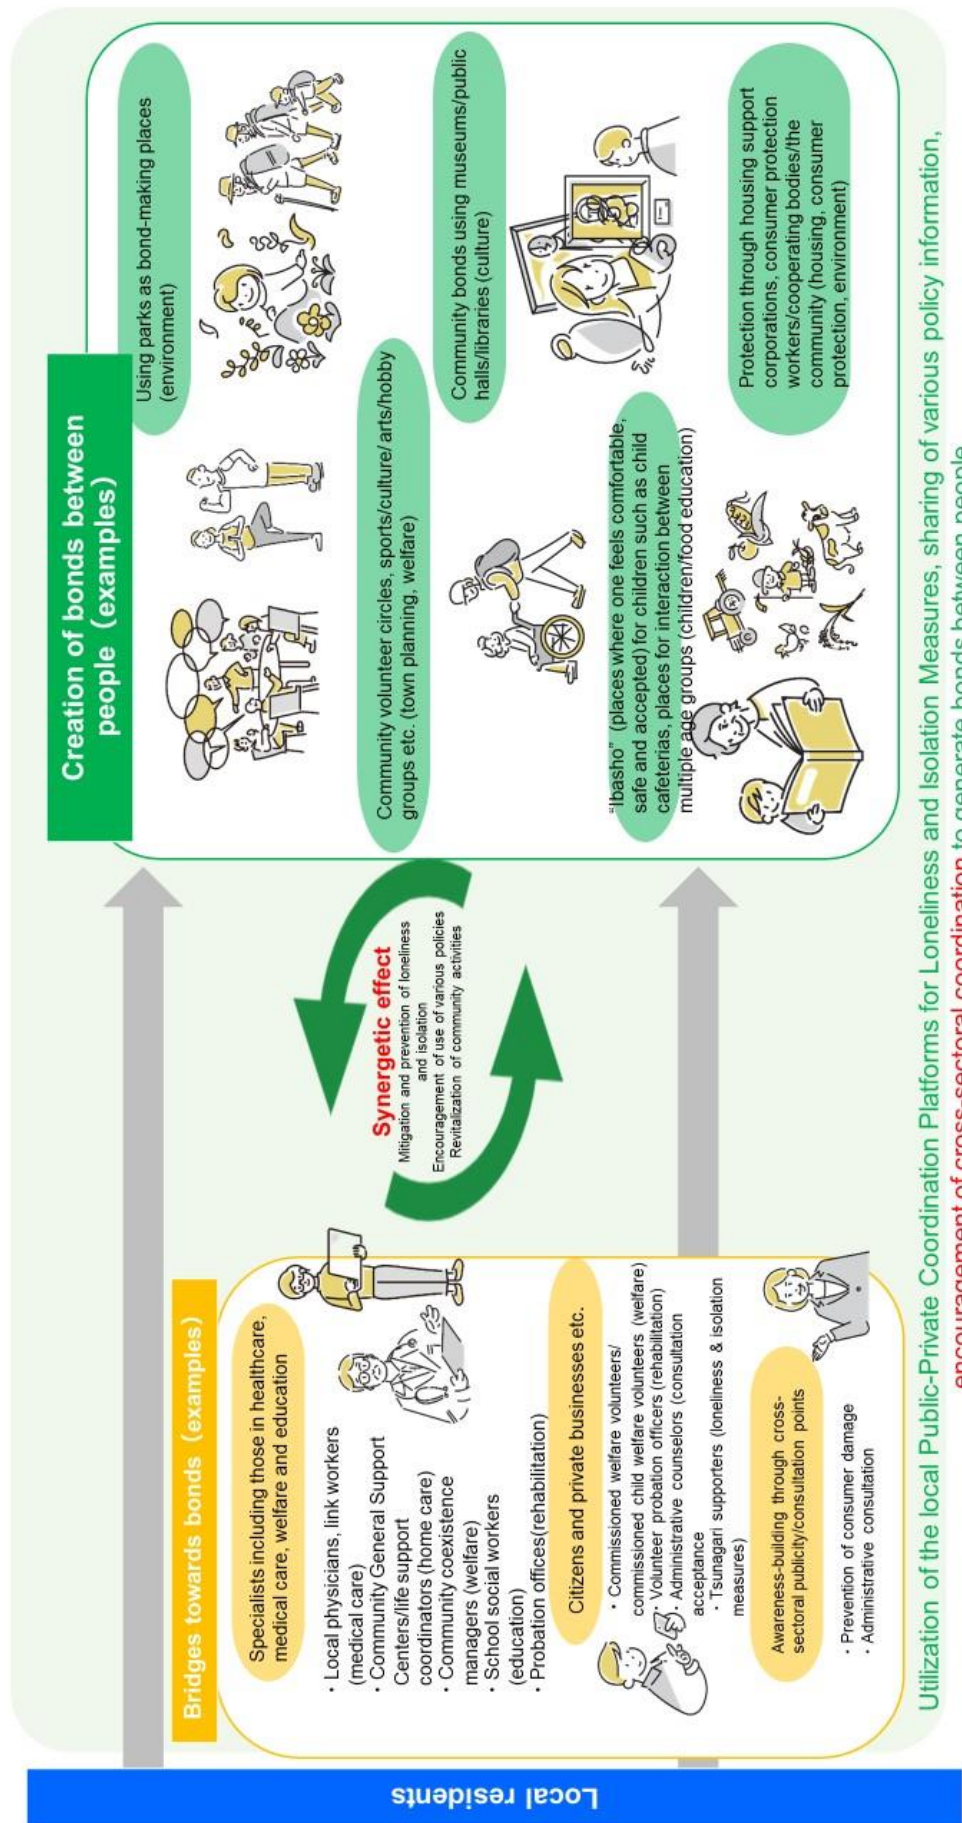 Local residents
Bridges towards bonds (examples)
Specialists including those in healthcare,
medical care, welfare and education
・Local physicians, link workers
(medical care)
・Community General Support
Centers/life support
coordinators (home care)
・Community coexistence
managers (welfare)
・School social workers
(education)
・Probation offices(rehabilitation)
Citizens and private businesses etc.
・Commissioned welfare volunteers/
commissioned child welfare volunteers (welfare)
・Volunteer probation officers (rehabilitation)
・Administrative counselors (consultation
acceptance
・Tsunagari supporters (loneliness & isolation
measures)
Awareness-building through cross-
sectoral publicity/consultation points
・Prevention of consumer damage
・Administrative consultation
Synergetic effect
Mitigation and prevention of loneliness
and isolation
Encouragement of use of various policies
Revitalization of community activities
Creation of bonds between
people (examples)
Using parks as bond-making places
(environment)
Community volunteer circles, sports/culture/ arts/hobby
groups etc. (town planning, welfare)
Community bonds using museums/public
halls/libraries (culture)
"Ibasho" (places where one feels comfortable,
safe and accepted) for children such as child
cafeterias, places for interaction between
multiple age groups (children/food education)
Protection through housing support
corporations, consumer protection
workers/cooperating bodies/the
community (housing, consumer
protection, environment)
Utilization of the local Public-Private Coordination Platforms for Loneliness and Isolation Measures, sharing of various policy information,
encouragement of cross-sectoral coordination to generate bonds between people